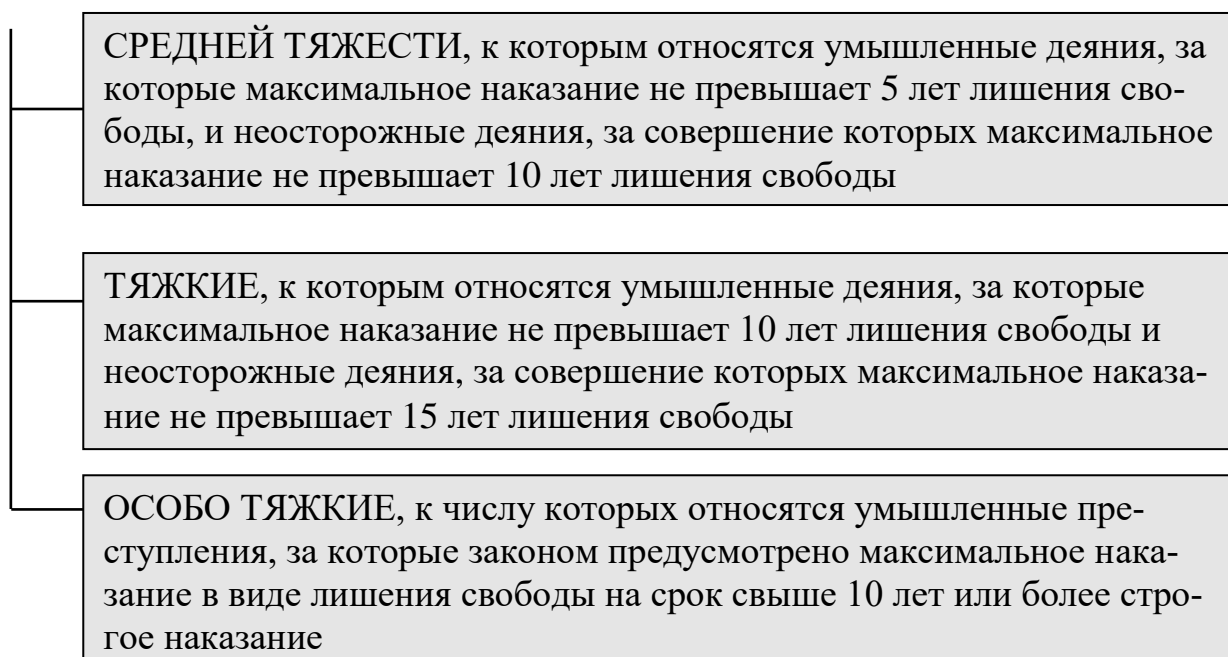 СРЕДНЕЙ ТЯЖЕСТИ, к которым относятся умышленные деяния, за
которые максимальное наказание не превышает 5 лет лишения сво-
боды, и неосторожные деяния, за совершение которых максимальное
наказание не превышает 10 лет лишения свободы
ТЯЖКИЕ, к которым относятся умышленные деяния, за которые
максимальное наказание не превышает 10 лет лишения свободы и
неосторожные деяния, за совершение которых максимальное наказа-
ние не превышает 15 лет лишения свободы
ОСОБО ТЯЖКИЕ, к числу которых относятся умышленные пре-
ступления, за которые законом предусмотрено максимальное нака-
зание в виде лишения свободы на срок свыше 10 лет или более стро-
гое наказание